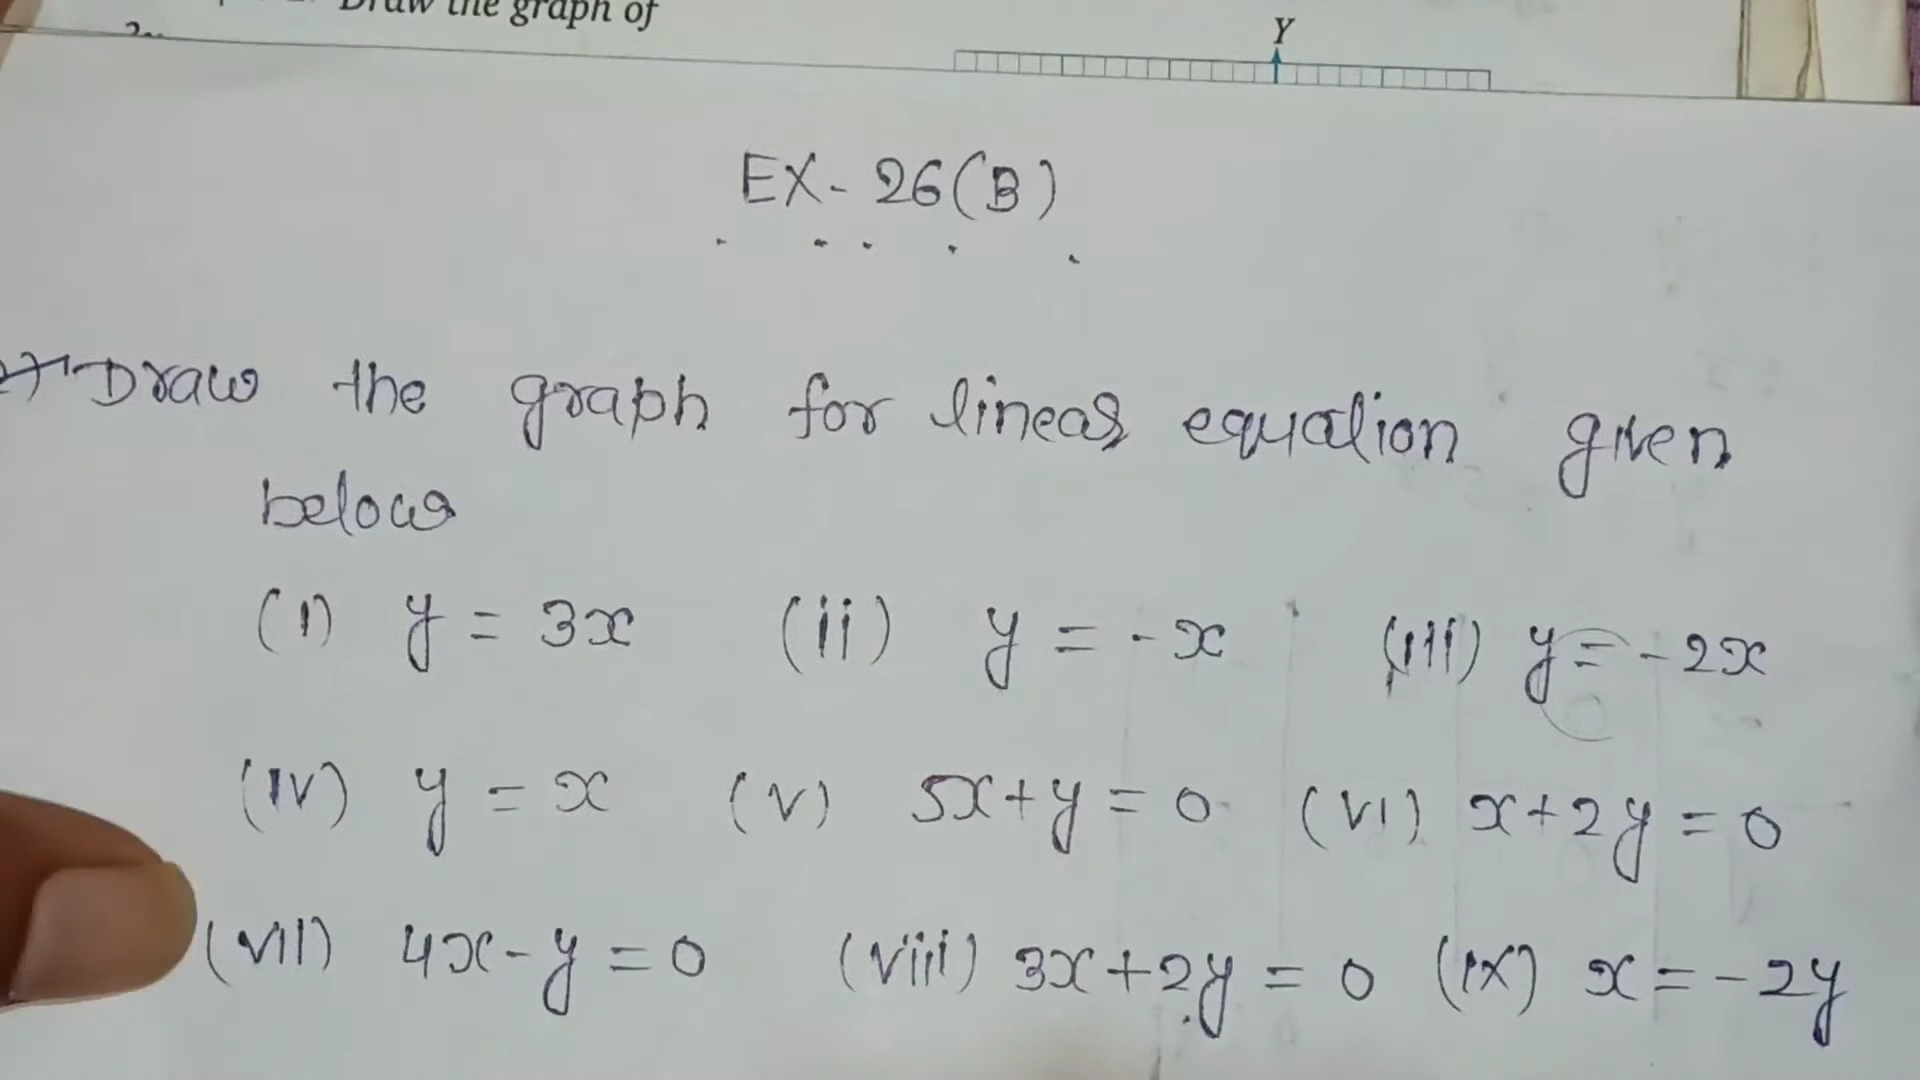 Draw the graph of
Y
EX- 26(B)
Draw the graph for linear equation given
below
(i) y = 3x (ii) y = -x (iii) y = -2x
(iv) y = x (v) 5x+y = 0 (vi) x+2y = 0
(vii) 4x-y = 0 (viii) 3x+2y = 0 (ix) x = -2y